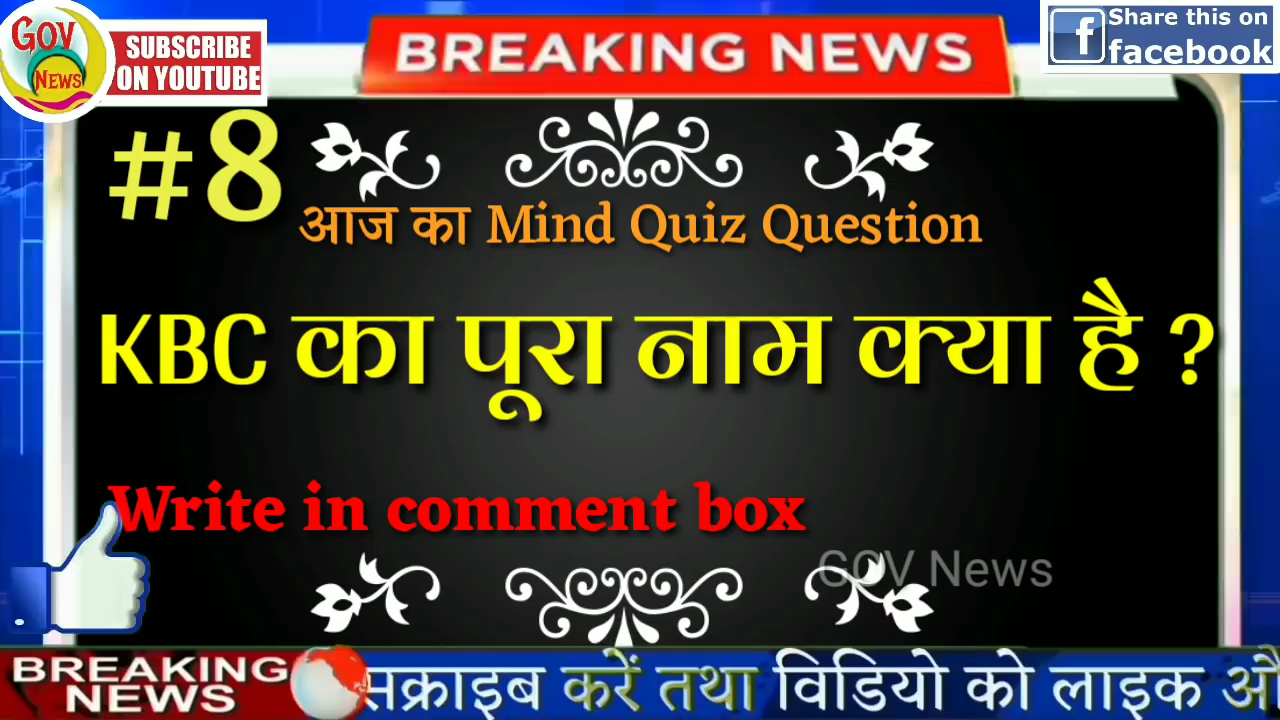 GOV
NEWS
SUBSCRIBE
ON YOUTUBE
BREAKING NEWS
Share this on
facebook
#8
आज का Mind Quiz Question
KBC का पूरा नाम क्या है ?
Write in comment box
GOV News
BREAKING
NEWS
सक्राइब करें तथा विडियो को लाइक औ